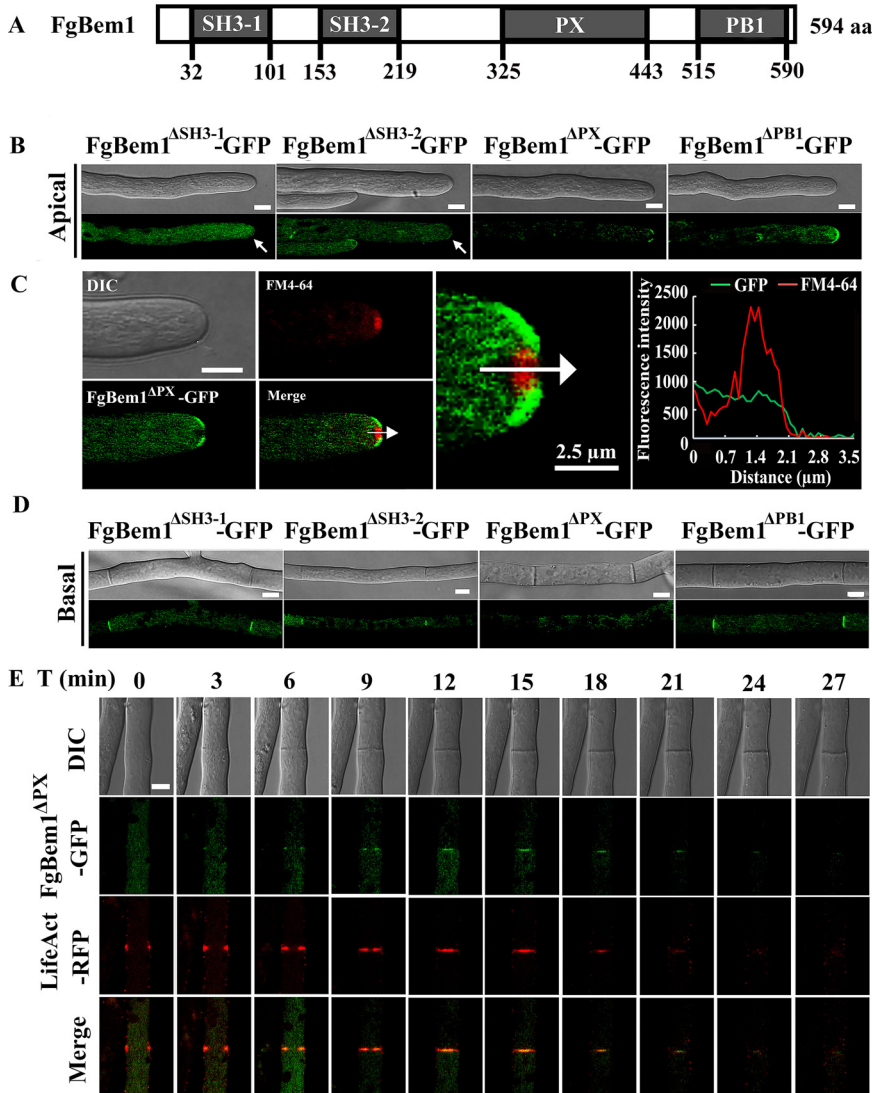 A FgBem1 SH3-1 SH3-2 PX PB1 594 aa
32 101 153 219 325 443 515 590
B FgBem1ΔSH3-1-GFP FgBem1ΔSH3-2-GFP FgBem1ΔPX-GFP FgBem1ΔPB1-GFP
Apical
C DIC FM4-64
FgBem1ΔPX-GFP Merge
2.5 µm
GFP FM4-64
Fluorescence intensity
2500
2000
1500
1000
500
0
0 0.7 1.4 2.1 2.8 3.5
Distance (µm)
D
FgBem1ΔSH3-1-GFP FgBem1ΔSH3-2-GFP FgBem1ΔPX-GFP FgBem1ΔPB1-GFP
Basal
E T (min) 0 3 6 9 12 15 18 21 24 27
DIC
FgBem1ΔPX
-GFP
LifeAct
-RFP
Merge